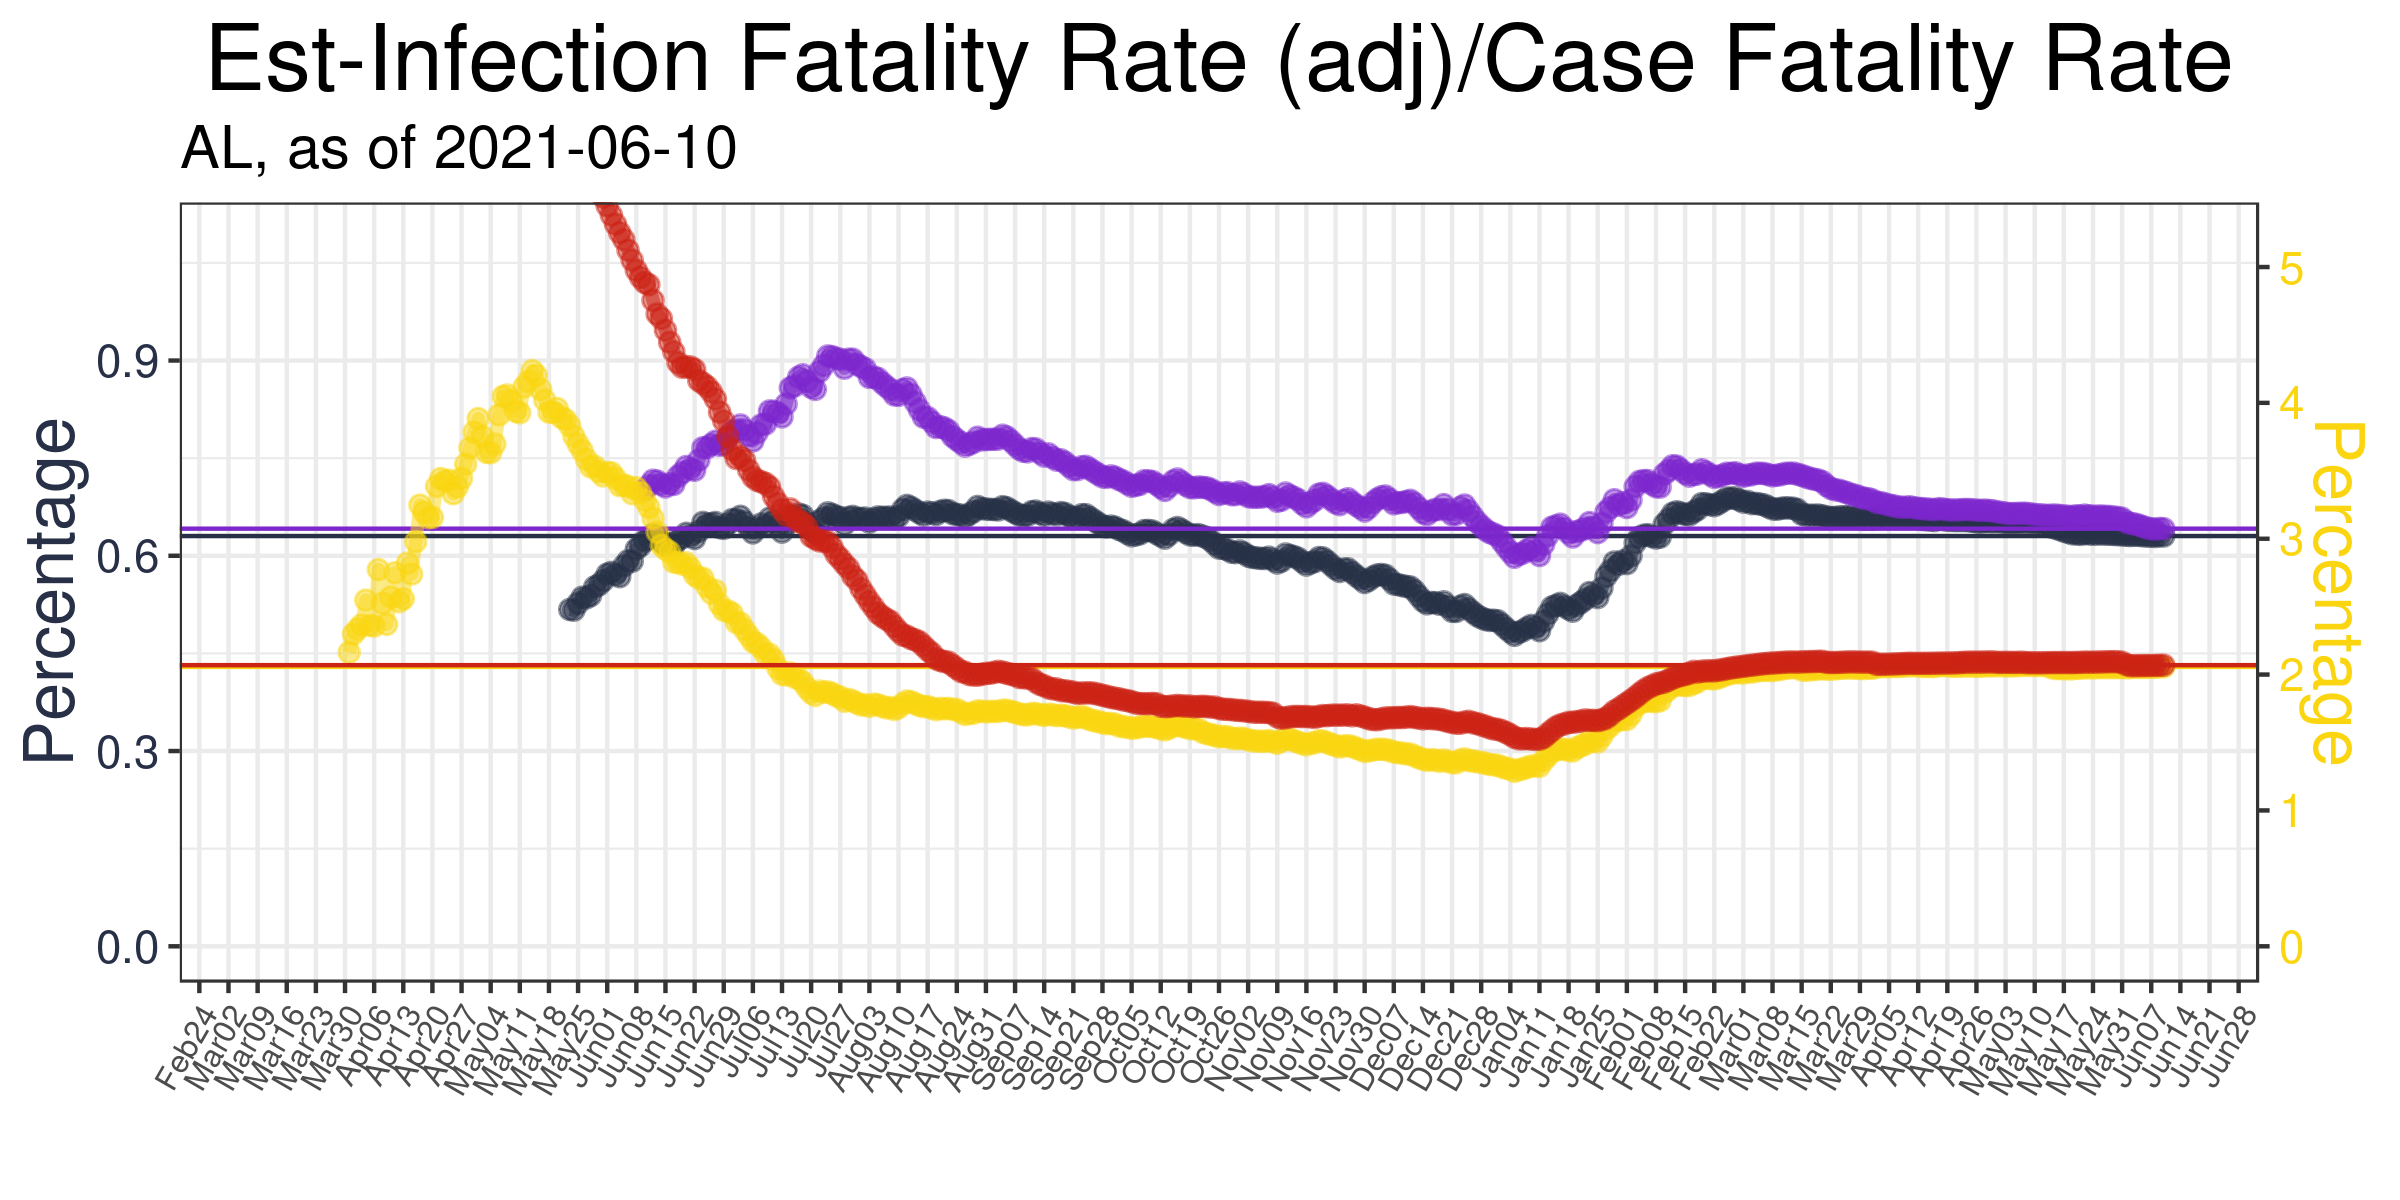 Est-Infection Fatality Rate (adj)/Case Fatality Rate
AL, as of 2021-06-10
Percentage
0.9
0.6
0.3
0.0
5
4
3
2
1
0
Percentage
Feb24
Mar02
Mar09
Mar16
Mar23
Mar30
Apr06
Apr13
Apr20
Apr27
May04
May11
May18
May25
Jun01
Jun08
Jun15
Jun22
Jun29
Jul06
Jul13
Jul20
Jul27
Aug03
Aug10
Aug17
Aug24
Aug31
Sep07
Sep14
Sep21
Sep28
Oct05
Oct12
Oct19
Oct26
Nov02
Nov09
Nov16
Nov23
Nov30
Dec07
Dec14
Dec21
Dec28
Jan04
Jan11
Jan18
Jan25
Feb01
Feb08
Feb15
Feb22
Mar01
Mar08
Mar15
Mar22
Mar29
Apr05
Apr12
Apr19
Apr26
May03
May10
May17
May24
May31
Jun07
Jun14
Jun21
Jun28